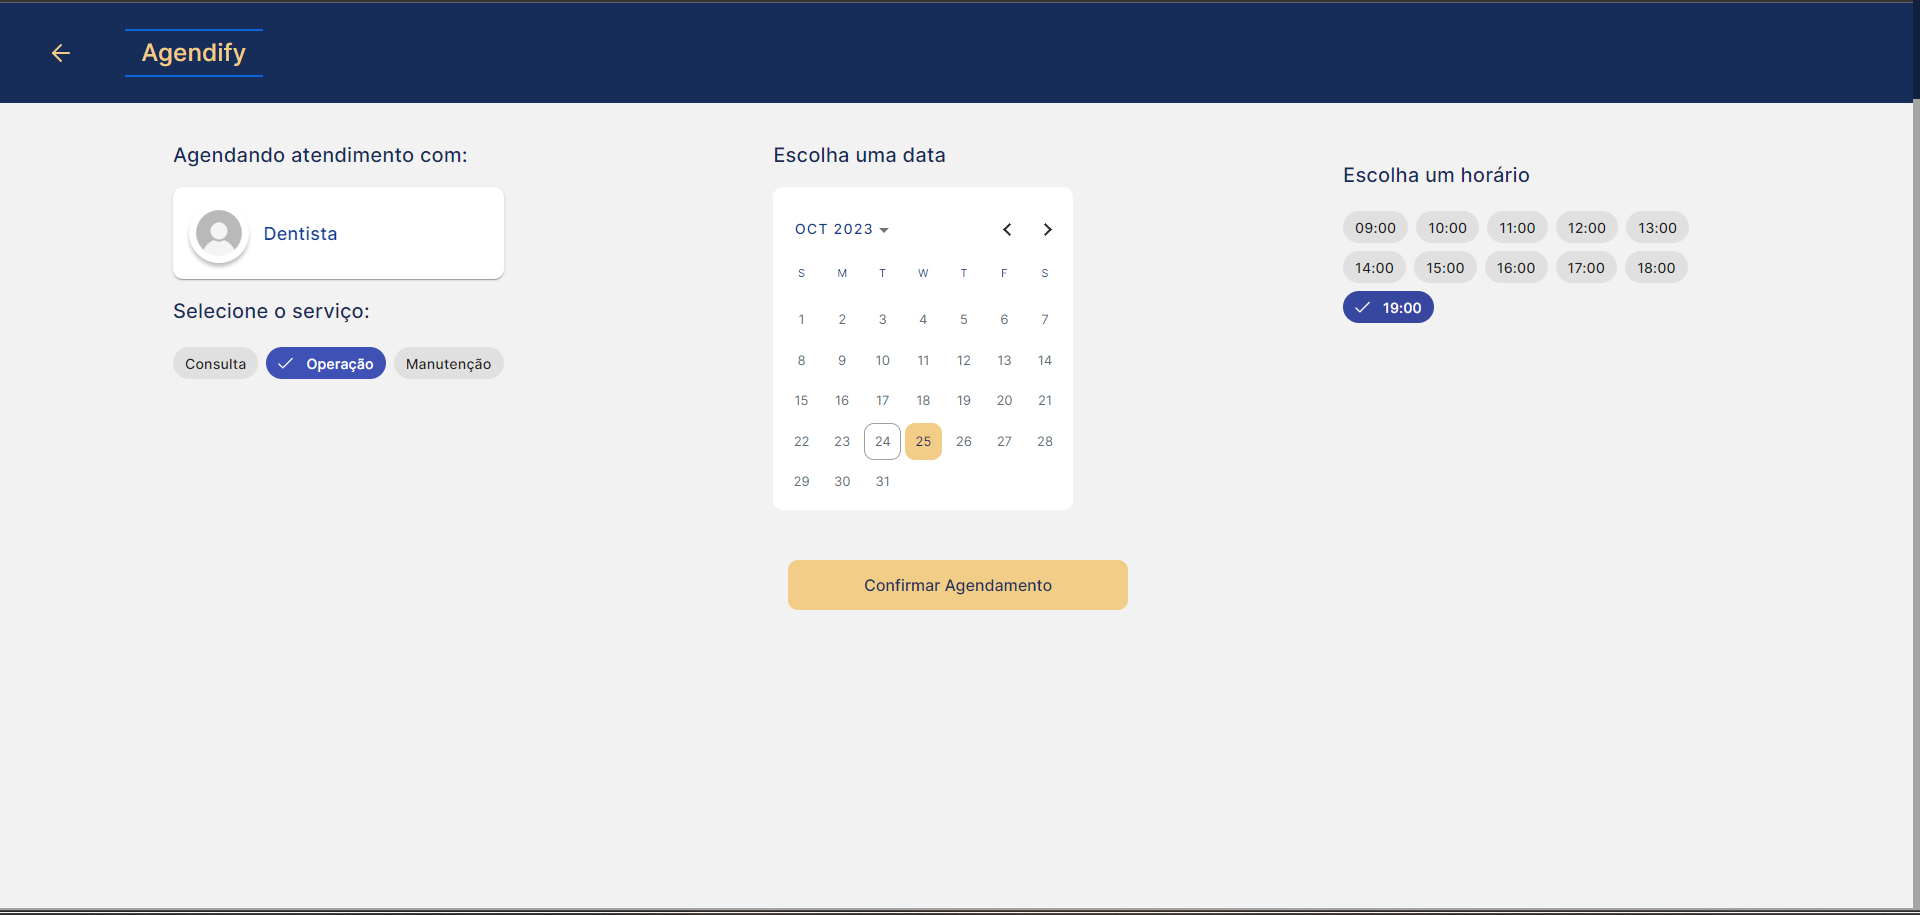 Agendify
Agendando atendimento com:
Dentista
Selecione o serviço:
Consulta Operação Manutenção
Escolha uma data
OCT 2023
S M T W T F S
1 2 3 4 5 6 7
8 9 10 11 12 13 14
15 16 17 18 19 20 21
22 23 24 25 26 27 28
29 30 31
Escolha um horário
09:00 10:00 11:00 12:00 13:00
14:00 15:00 16:00 17:00 18:00
19:00
Confirmar Agendamento